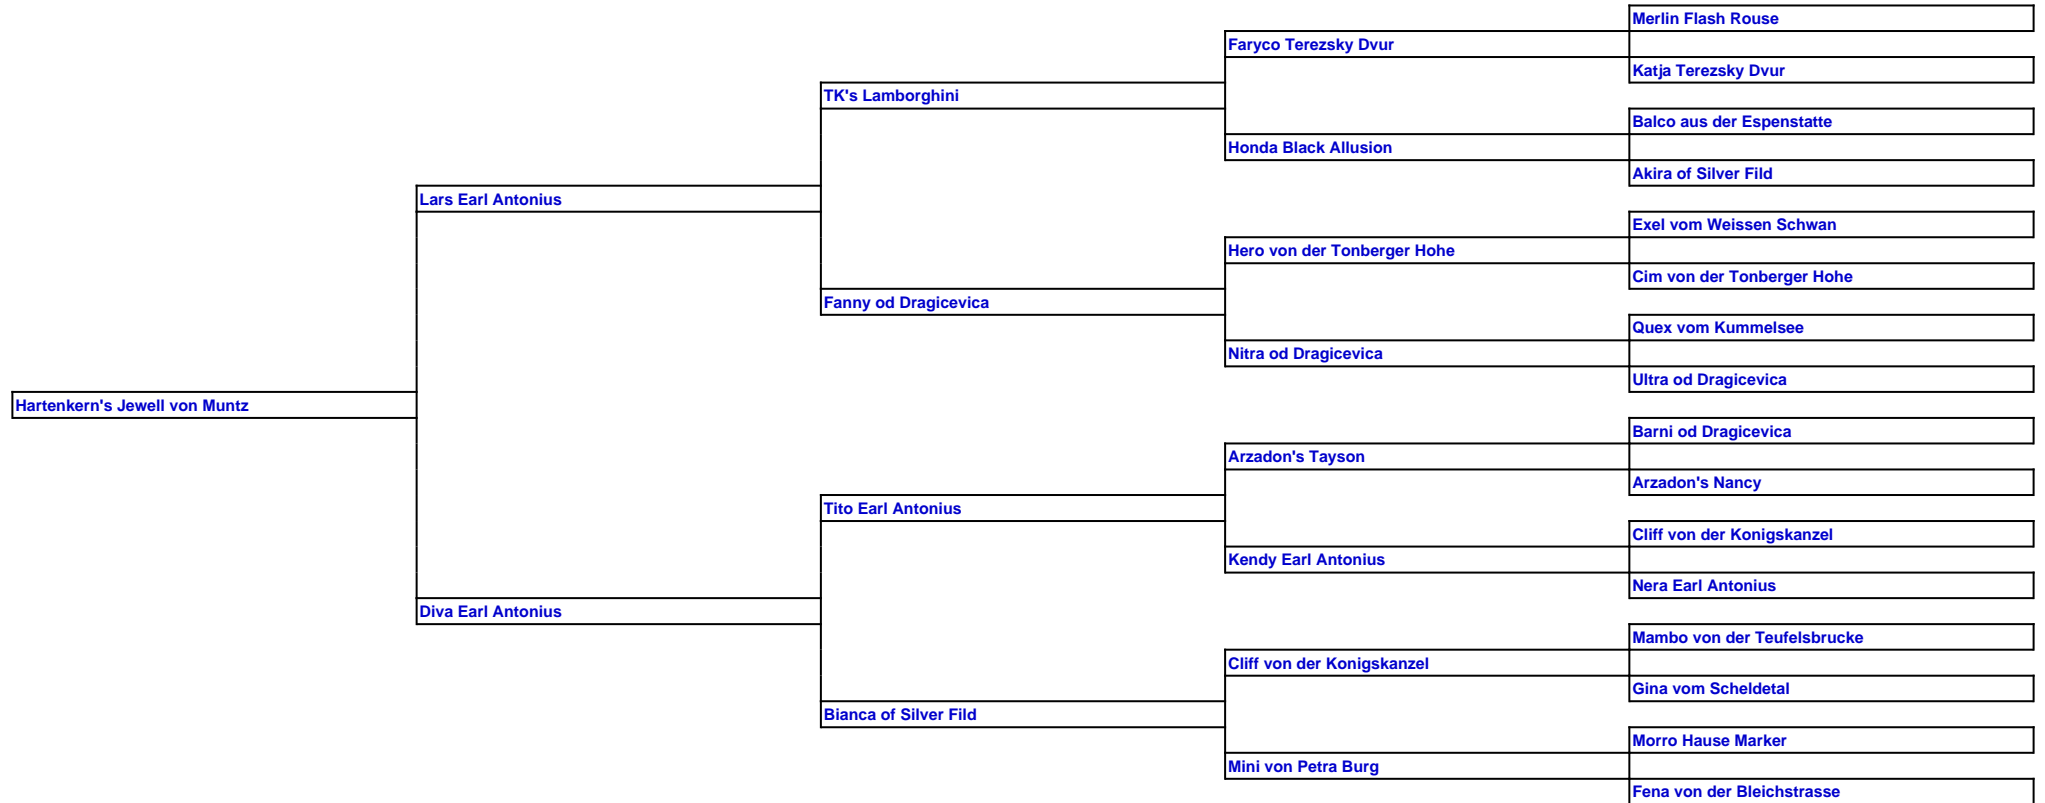 Merlin Flash Rouse
Faryco Terezsky Dvur
Katja Terezsky Dvur
TK's Lamborghini
Balco aus der Espenstatte
Honda Black Allusion
Akira of Silver Fild
Lars Earl Antonius
Exel vom Weissen Schwan
Hero von der Tonberger Hohe
Cim von der Tonberger Hohe
Fanny od Dragicevica
Quex vom Kummelsee
Nitra od Dragicevica
Ultra od Dragicevica
Hartenkern's Jewell von Muntz
Barni od Dragicevica
Arzadon's Tayson
Arzadon's Nancy
Tito Earl Antonius
Cliff von der Konigskanzel
Kendy Earl Antonius
Nera Earl Antonius
Diva Earl Antonius
Mambo von der Teufelsbrucke
Cliff von der Konigskanzel
Gina vom Scheldetal
Bianca of Silver Fild
Morro Hause Marker
Mini von Petra Burg
Fena von der Bleichstrasse